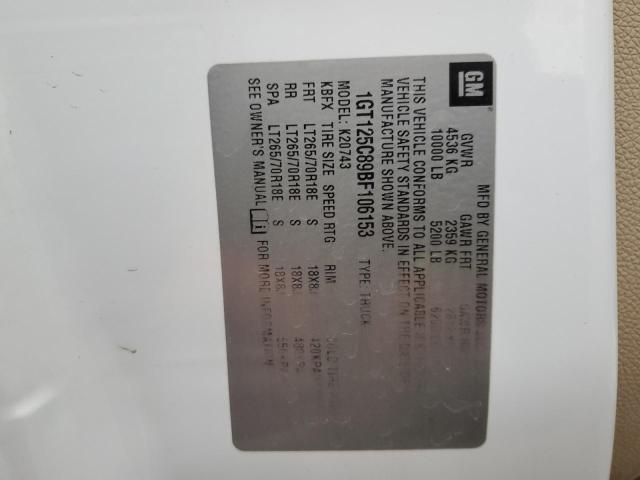 GM
MFD BY GENERAL MOTORS
GVWR GAWR FRT
4536 KG 2359 KG
10000 LB 5200 LB
THIS VEHICLE CONFORMS TO ALL APPLICABLE
VEHICLE SAFETY STANDARDS IN EFFECT ON THE
MANUFACTURE SHOWN ABOVE.
1GT125C89BF106153 TYPE: TRUCK
MODEL: K20743
KBFX TIRE SIZE SPEED RTG RIM COLD TIRE
FRT LT265/70R18E S 18X8 420KPA
RR LT265/70R18E S 18X8
SPA LT265/70R18E S 18X8
SEE OWNER'S MANUAL FOR MORE INFORMATION